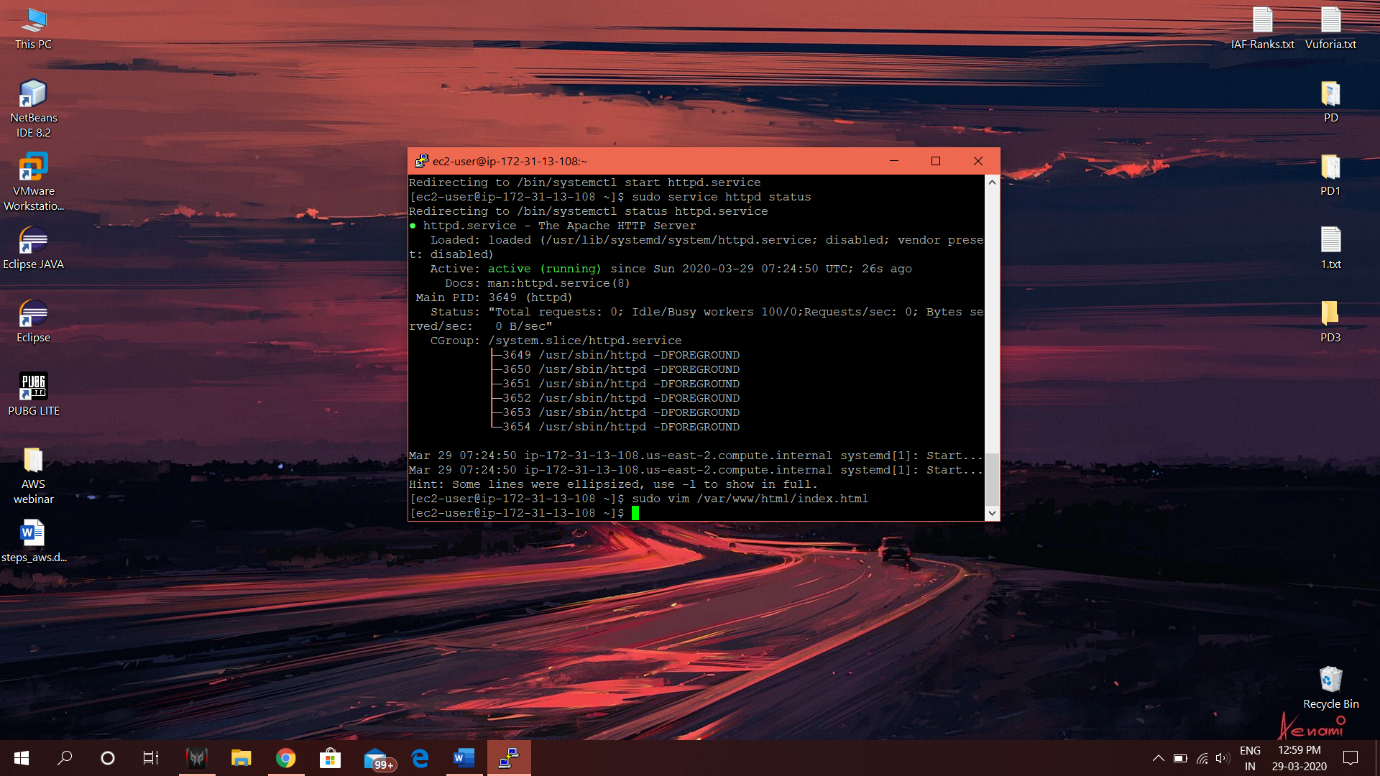 This PC
NetBeans
IDE 8.2
VMware
Workstatio...
Eclipse JAVA
Eclipse
PUBG
LITE
PUBG LITE
AWS
webinar
steps_aws.d...
IAF Ranks.txt
Vuforia.txt
PD
PD1
1.txt
PD3
Recycle Bin
ec2-user@ip-172-31-13-108:~
Redirecting to /bin/systemctl start httpd.service
[ec2-user@ip-172-31-13-108 ~]$ sudo service httpd status
Redirecting to /bin/systemctl status httpd.service
● httpd.service - The Apache HTTP Server
Loaded: loaded (/usr/lib/systemd/system/httpd.service; disabled; vendor prese
t: disabled)
Active: active (running) since Sun 2020-03-29 07:24:50 UTC; 26s ago
Docs: man:httpd.service(8)
Main PID: 3649 (httpd)
Status: "Total requests: 0; Idle/Busy workers 100/0;Requests/sec: 0; Bytes se
rved/sec:   0 B/sec"
CGroup: /system.slice/httpd.service
├─3649 /usr/sbin/httpd -DFOREGROUND
├─3650 /usr/sbin/httpd -DFOREGROUND
├─3651 /usr/sbin/httpd -DFOREGROUND
├─3652 /usr/sbin/httpd -DFOREGROUND
├─3653 /usr/sbin/httpd -DFOREGROUND
└─3654 /usr/sbin/httpd -DFOREGROUND
Mar 29 07:24:50 ip-172-31-13-108.us-east-2.compute.internal systemd[1]: Start...
Mar 29 07:24:50 ip-172-31-13-108.us-east-2.compute.internal systemd[1]: Start...
Hint: Some lines were ellipsized, use -l to show in full.
[ec2-user@ip-172-31-13-108 ~]$ sudo vim /var/www/html/index.html
[ec2-user@ip-172-31-13-108 ~]$
Aenami
99+
ENG
IN
12:59 PM
29-03-2020